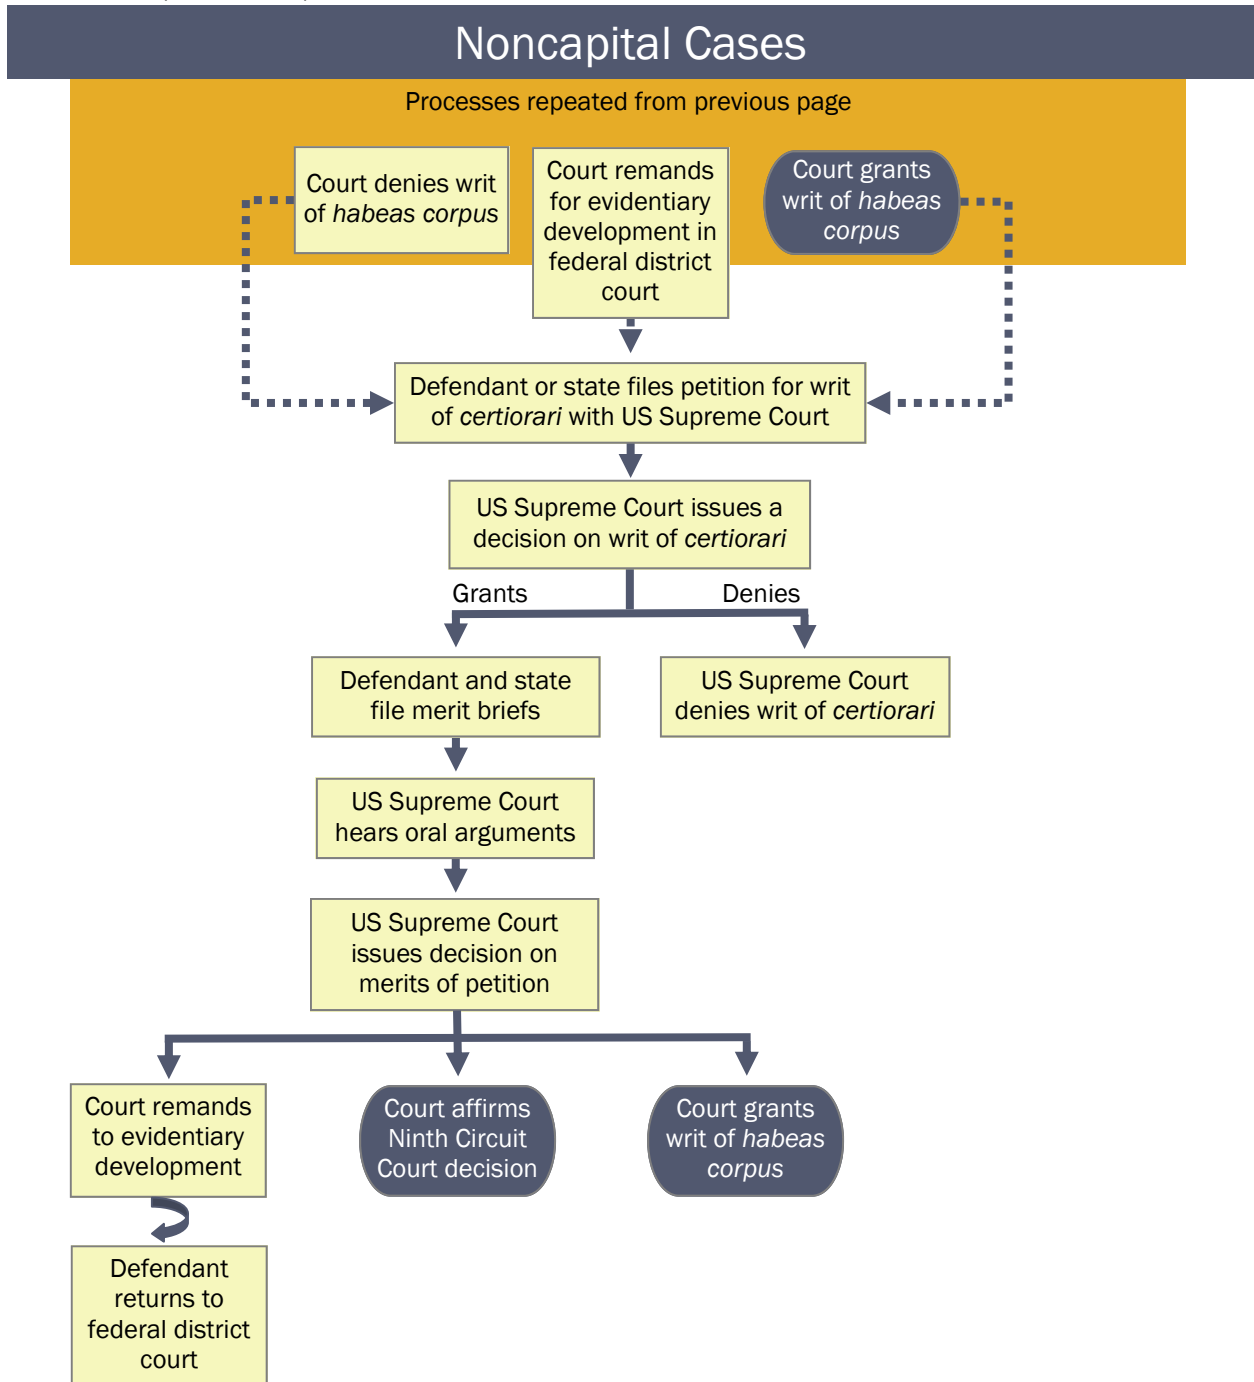 Noncapital Cases
Processes repeated from previous page
Court denies writ
of habeas corpus
Court remands
for evidentiary
development in
federal district
court
Court grants
writ of habeas
corpus
Defendant or state files petition for writ
of certiorari with US Supreme Court
US Supreme Court issues a
decision on writ of certiorari
Grants
Denies
Defendant and state
file merit briefs
US Supreme Court
denies writ of certiorari
US Supreme Court
hears oral arguments
US Supreme Court
issues decision on
merits of petition
Court remands
to evidentiary
development
Court affirms
Ninth Circuit
Court decision
Court grants
writ of habeas
corpus
Defendant
returns to
federal district
court